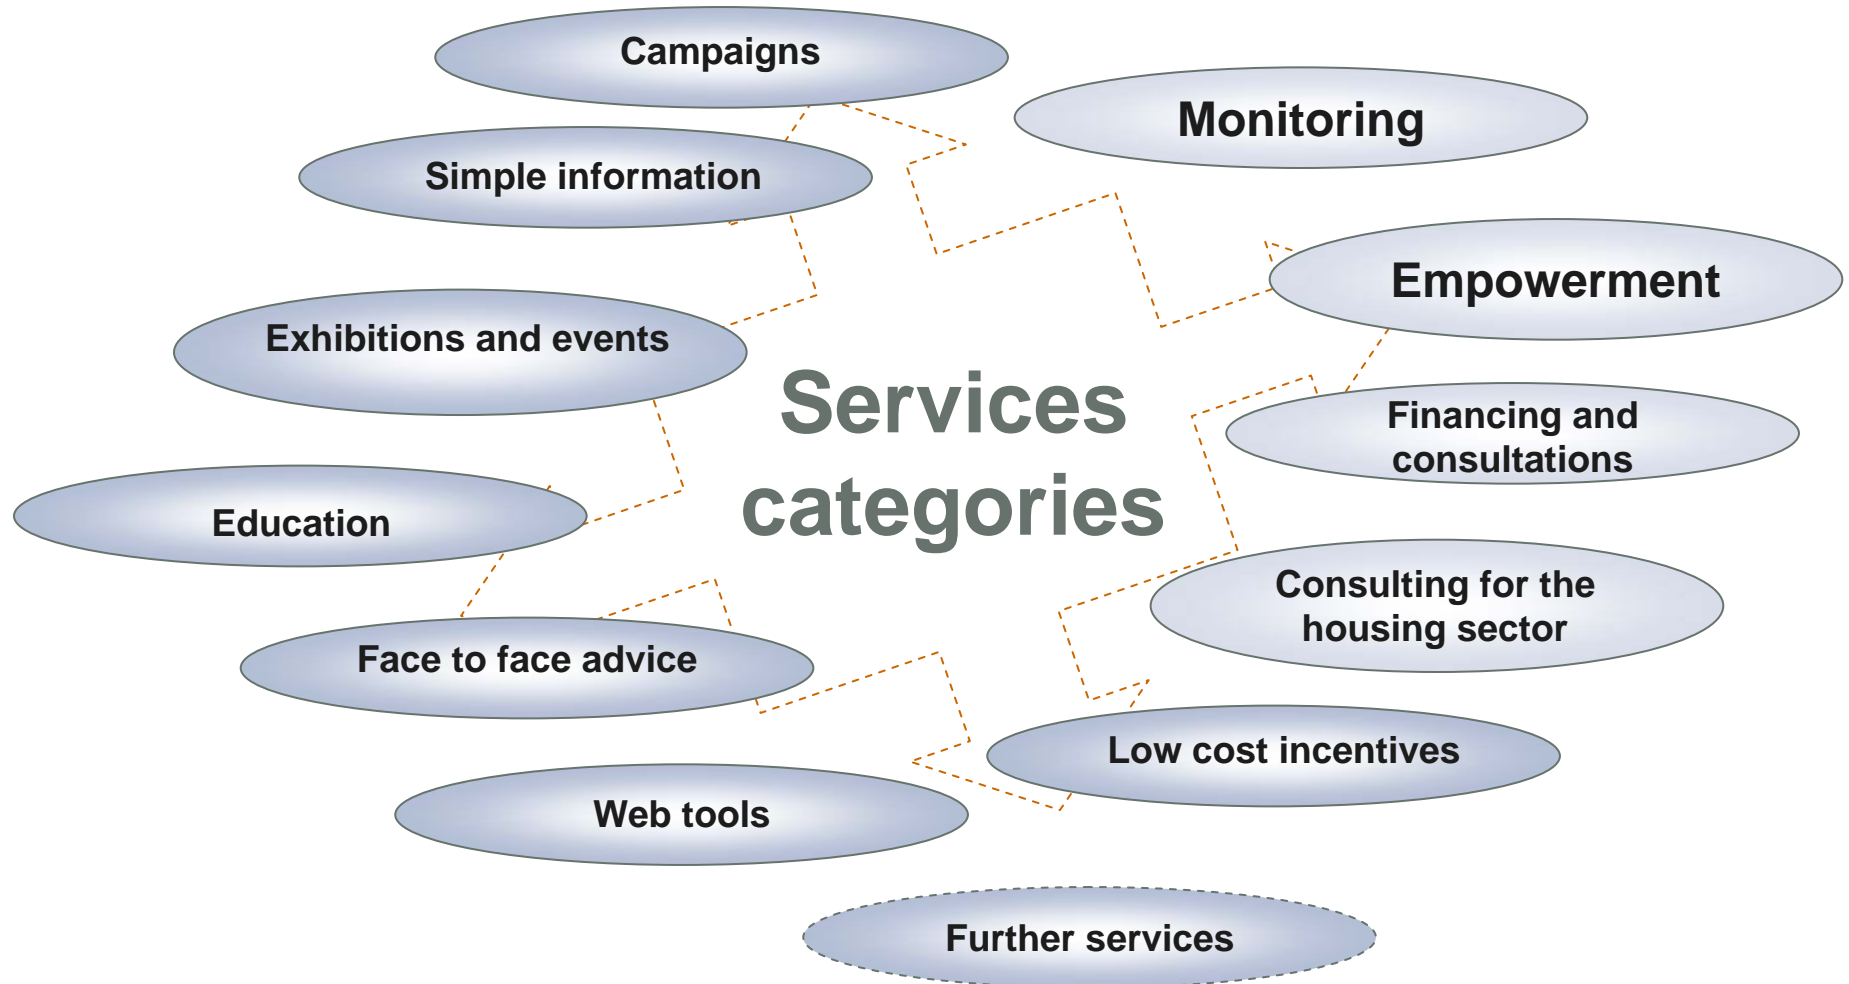 Campaigns
Monitoring
Simple information
Empowerment
Exhibitions and events
Services
categories
Financing and
consultations
Education
Consulting for the
housing sector
Face to face advice
Low cost incentives
Web tools
Further services